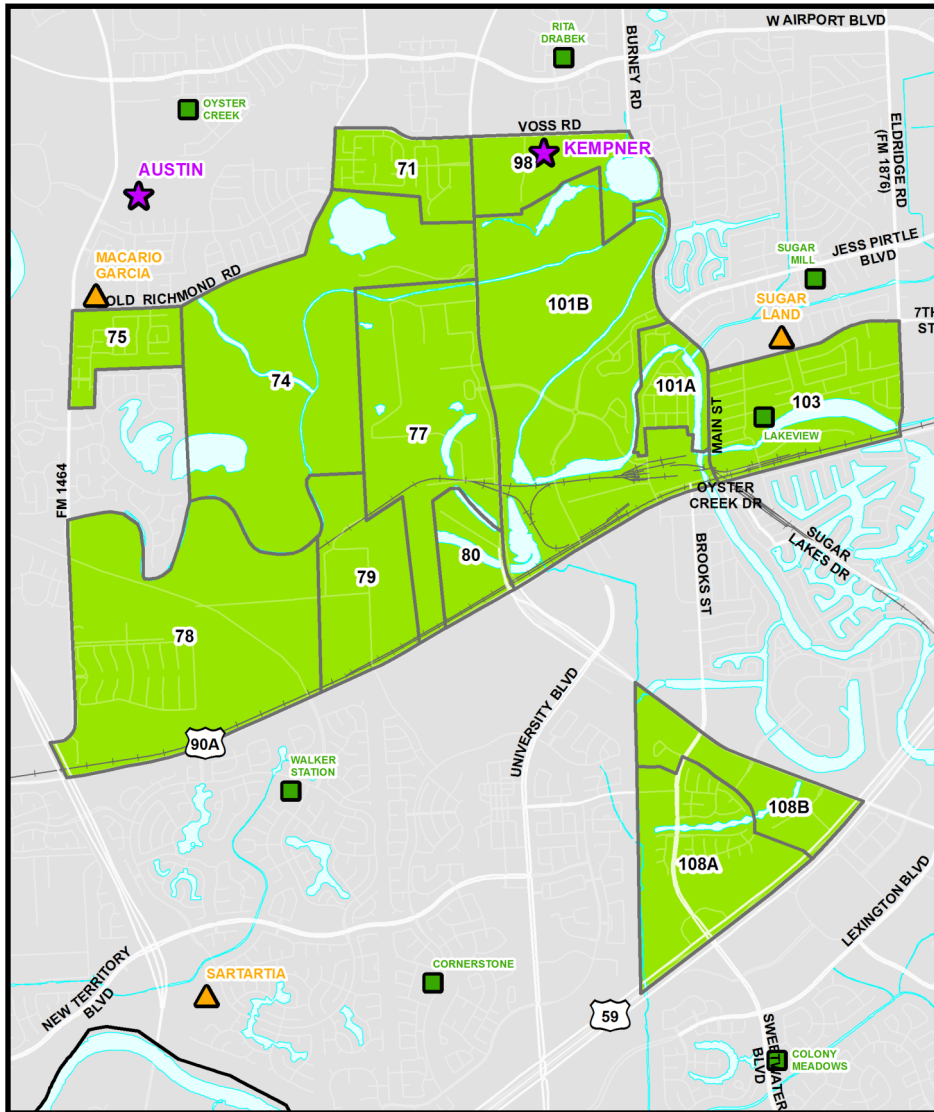 W AIRPORT BLVD
RITA
DRABEK
BURNEY RD
OYSTER
CREEK
ELDRIDGE RD
(FM 1876)
VOSS RD
KEMPNER
98
71
AUSTIN
MACARIO
GARCIA
OLD RICHMOND RD
SUGAR
MILL
JESS PIRTLE
BLVD
SUGAR
LAND
7TH
ST
75
101B
74
101A
103
77
MAIN ST
LAKEVIEW
FM 1464
OYSTER
CREEK DR
SUGAR
LAKES DR
BROOKS ST
80
79
78
UNIVERSITY BLVD
90A
WALKER
STATION
108B
108A
LEXINGTON BLVD
NEW TERRITORY
BLVD
SARTARTIA
CORNERSTONE
59
SWEETWATER
BLVD
COLONY
MEADOWS